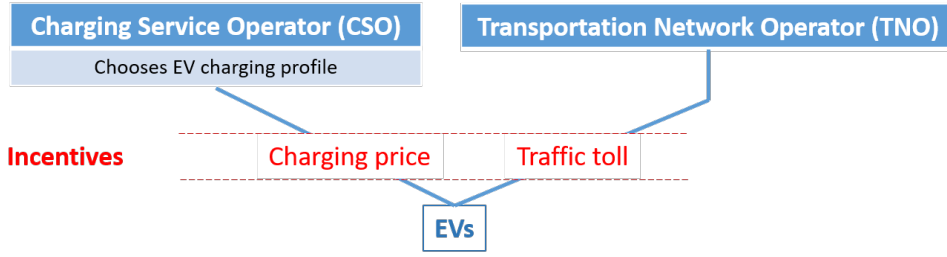 Charging Service Operator (CSO)
Transportation Network Operator (TNO)
Chooses EV charging profile
Incentives
Charging price
Traffic toll
EVs